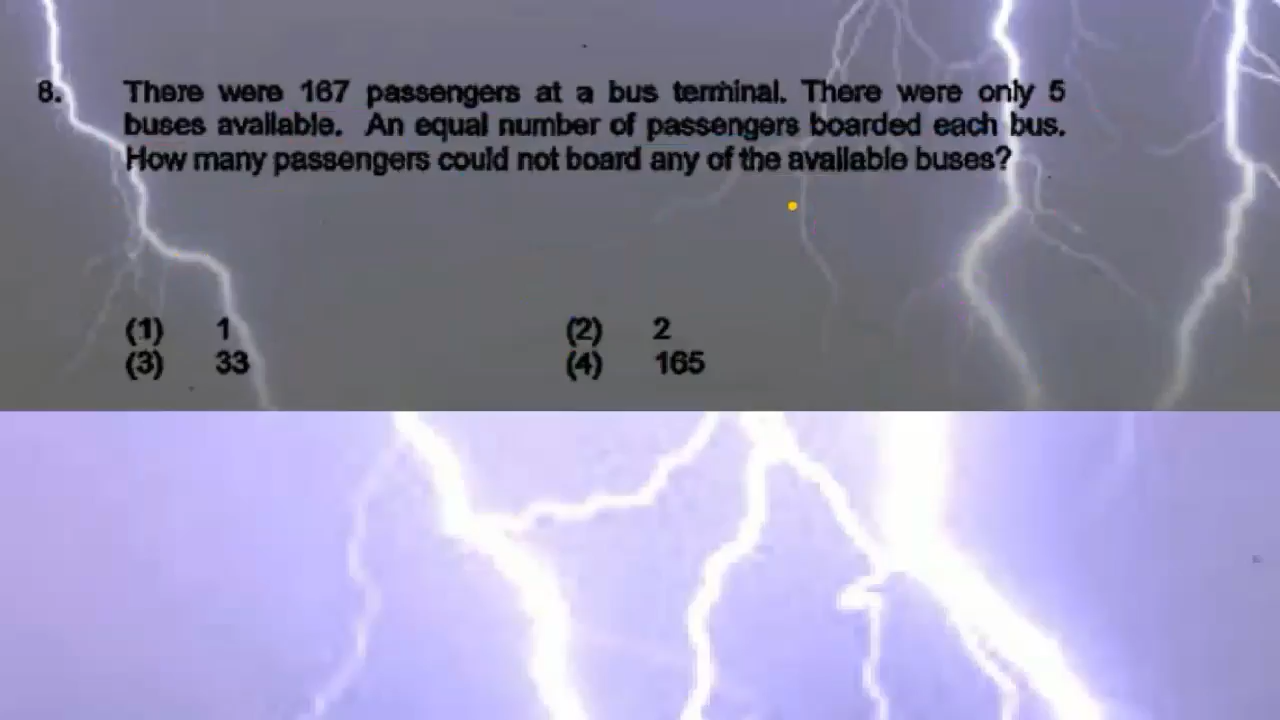 8. There were 167 passengers at a bus terminal. There were only 5
buses available. An equal number of passengers boarded each bus.
How many passengers could not board any of the available buses?
(1) 1 (2) 2
(3) 33 (4) 165